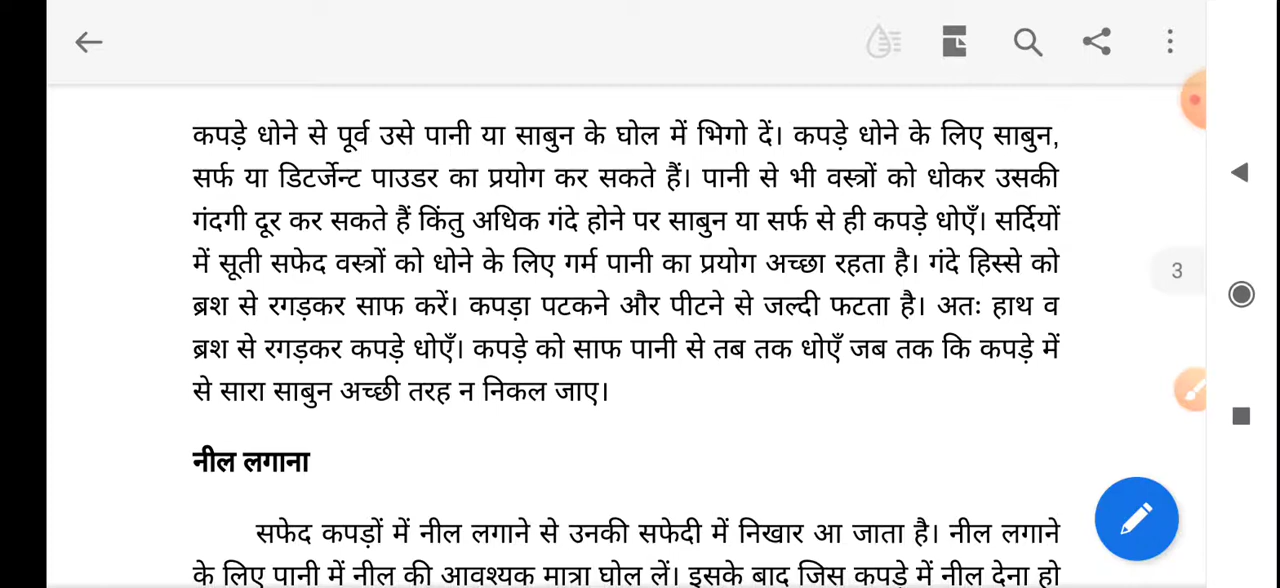 कपड़े धोने से पूर्व उसे पानी या साबुन के घोल में भिगो दें। कपड़े धोने के लिए साबुन,
सर्फ या डिटर्जेन्ट पाउडर का प्रयोग कर सकते हैं। पानी से भी वस्त्रों को धोकर उसकी
गंदगी दूर कर सकते हैं किंतु अधिक गंदे होने पर साबुन या सर्फ से ही कपड़े धोएँ। सर्दियों
में सूती सफेद वस्त्रों को धोने के लिए गर्म पानी का प्रयोग अच्छा रहता है। गंदे हिस्से को
3
ब्रश से रगड़कर साफ करें। कपड़ा पटकने और पीटने से जल्दी फटता है। अतः हाथ व
ब्रश से रगड़कर कपड़े धोएँ। कपड़े को साफ पानी से तब तक धोएँ जब तक कि कपड़े में
से सारा साबुन अच्छी तरह न निकल जाए।
नील लगाना
सफेद कपड़ों में नील लगाने से उनकी सफेदी में निखार आ जाता है। नील लगाने
के लिए पानी में नील की आवश्यक मात्रा घोल लें। इसके बाद जिस कपड़े में नील देना हो